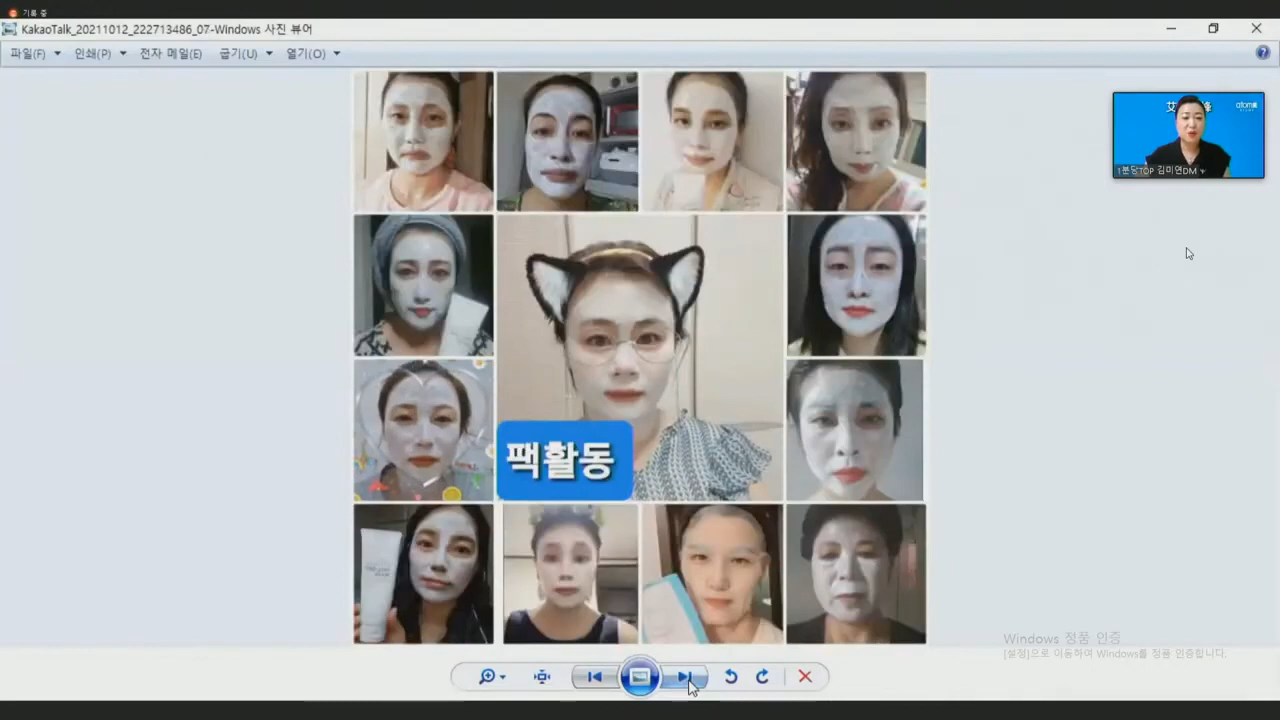 기록 중
KakaoTalk_20211012_222713486_07-Windows 사진 뷰어
파일(F) 인쇄(P) 전자 메일(E) 굽기(U) 열기(O)
atom
1분당TOP 김미연DM
팩활동
Windows 정품 인증
[설정]으로 이동하여 Windows를 정품 인증합니다.